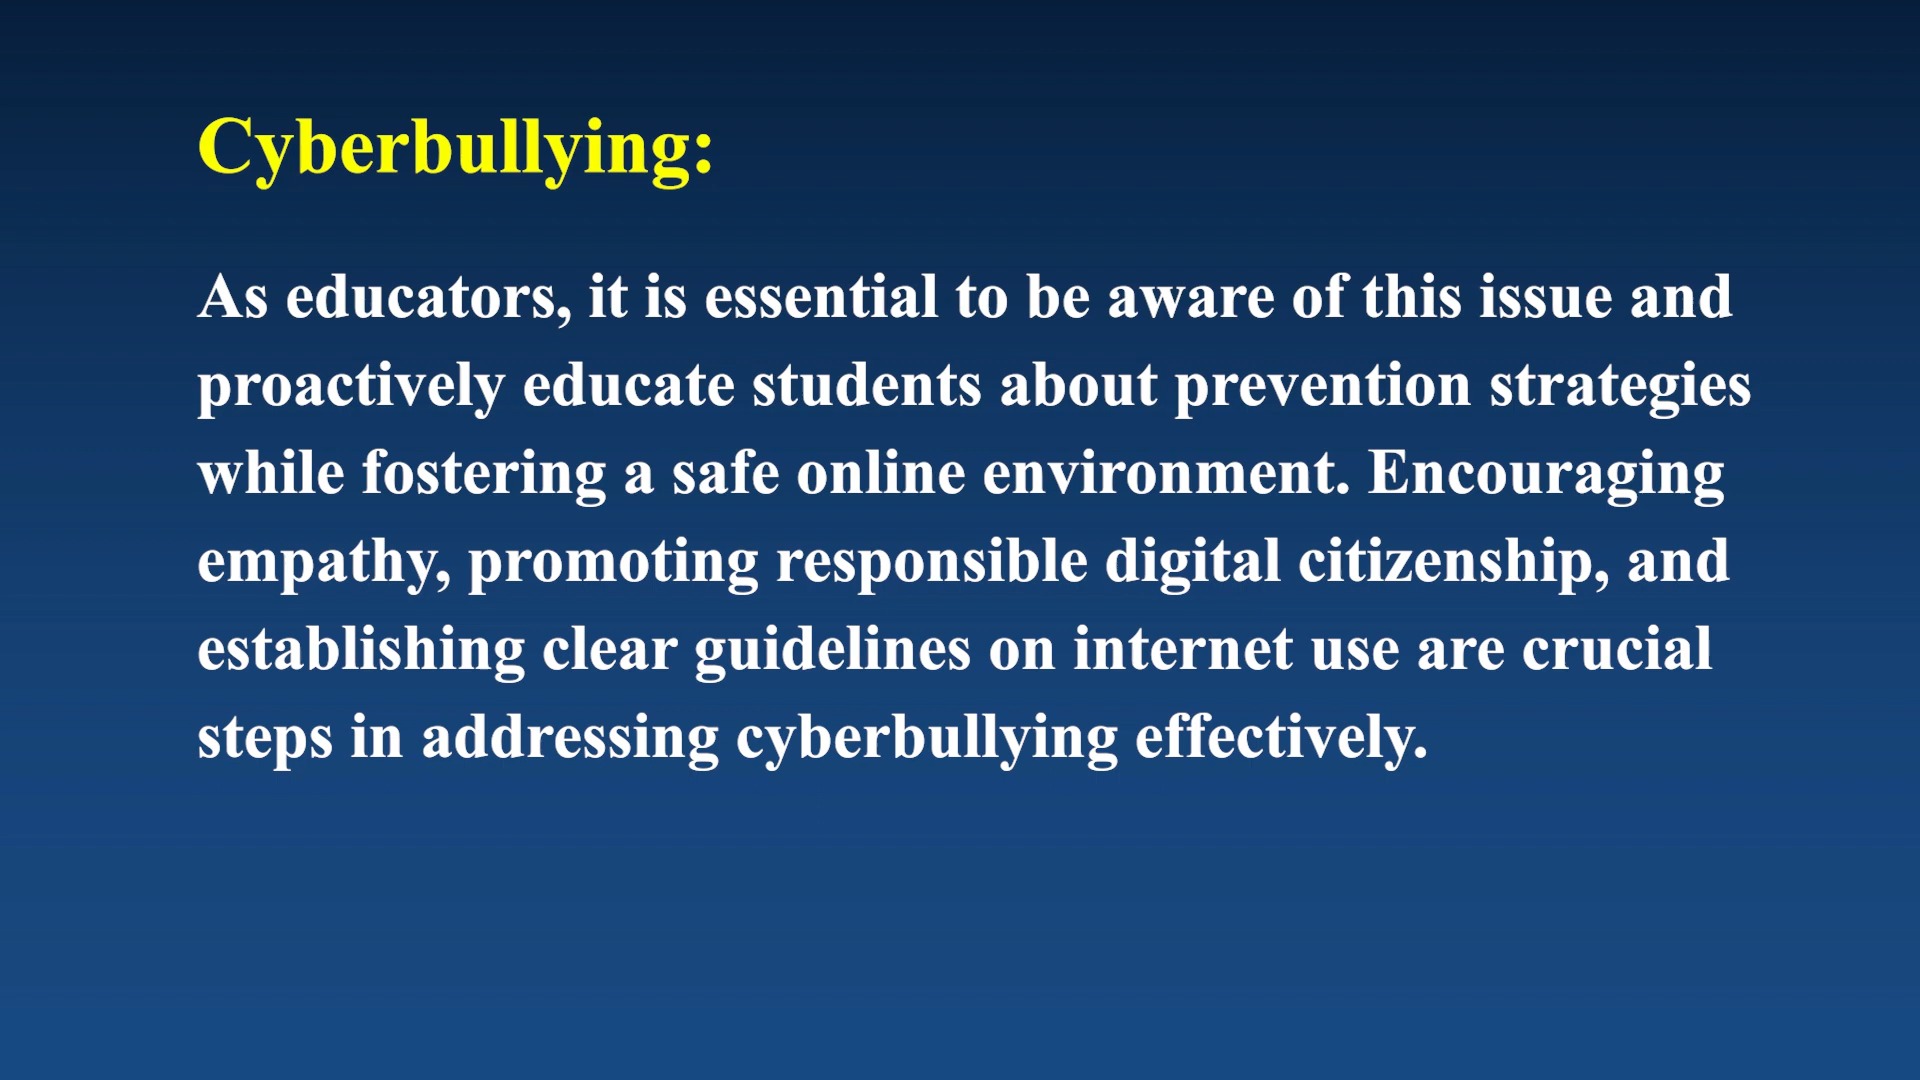 Cyberbullying:
As educators, it is essential to be aware of this issue and
proactively educate students about prevention strategies
while fostering a safe online environment. Encouraging
empathy, promoting responsible digital citizenship, and
establishing clear guidelines on internet use are crucial
steps in addressing cyberbullying effectively.